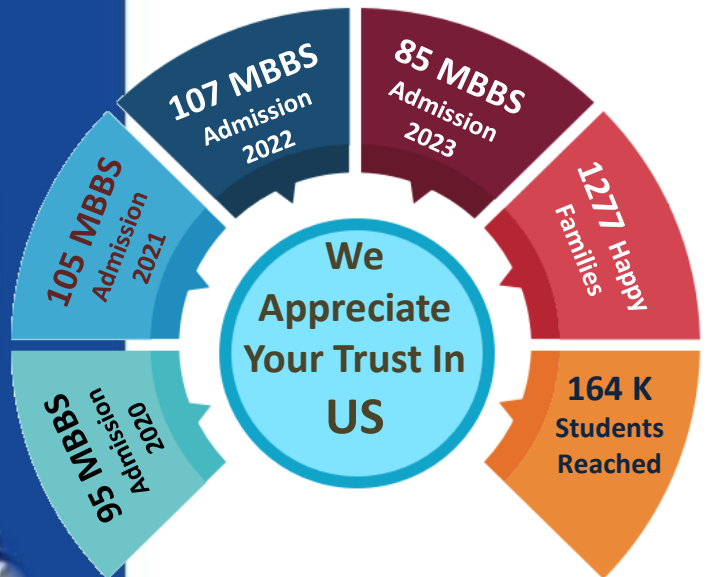 95 MBBS
Admission
2020
105 MBBS
Admission
2021
107 MBBS
Admission
2022
85 MBBS
Admission
2023
1277 Happy
Families
164 K
Students
Reached
We
Appreciate
Your Trust In
US